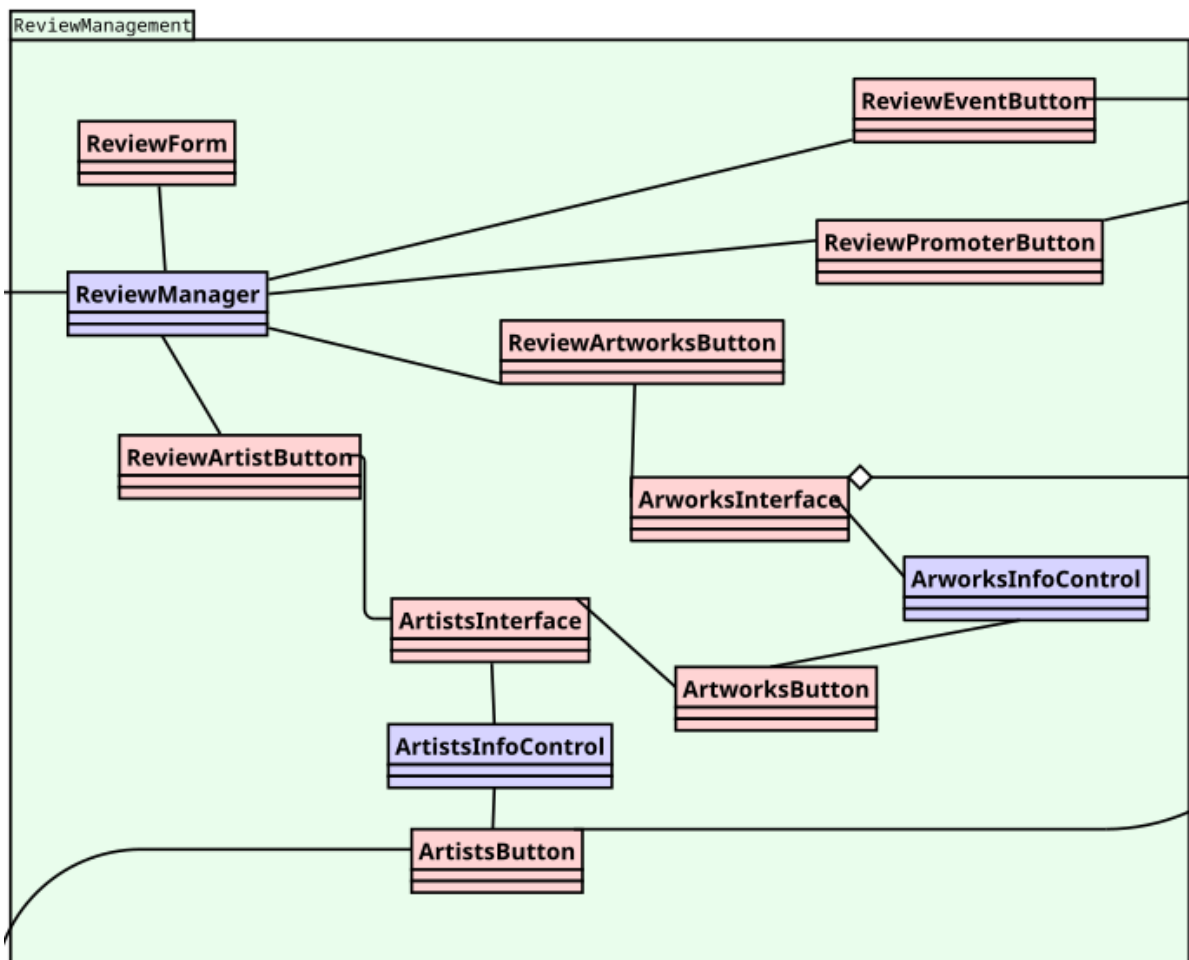 ReviewManagement
ReviewEventButton
ReviewForm
ReviewPromoterButton
ReviewManager
ReviewArtworksButton
ReviewArtistButton
ArworksInterface
ArworksInfoControl
ArtistsInterface
ArtworksButton
ArtistsInfoControl
ArtistsButton